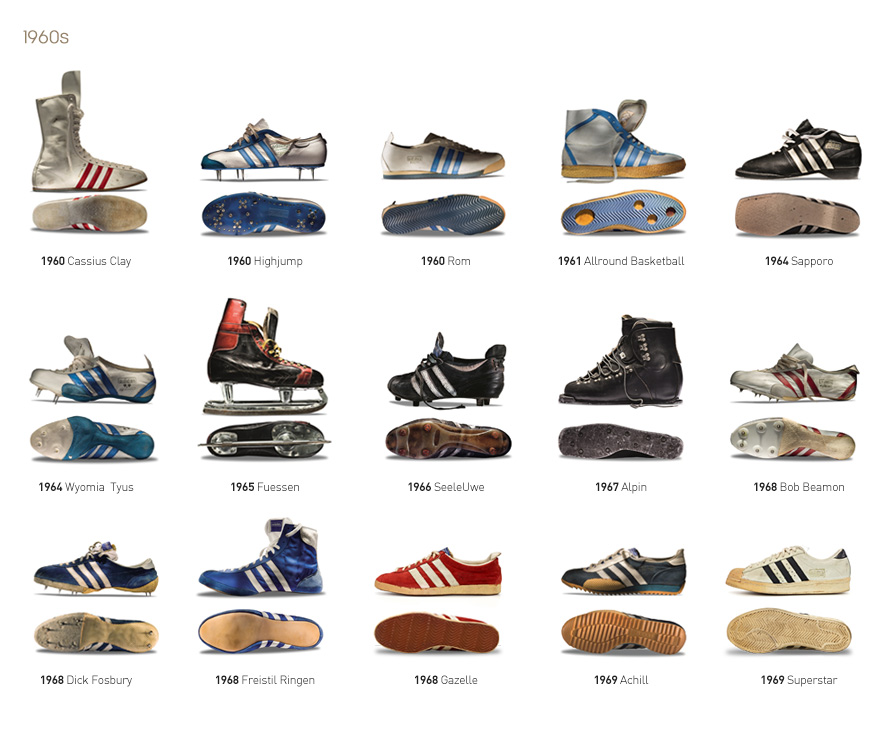 1960s
1960 Cassius Clay
1960 Highjump
1960 Rom
1961 Allround Basketball
1964 Sapporo
1964 Wyomia Tyus
1965 Fuessen
1966 SeeleUwe
1967 Alpin
1968 Bob Beamon
1968 Dick Fosbury
1968 Freistil Ringen
1968 Gazelle
1969 Achill
1969 Superstar